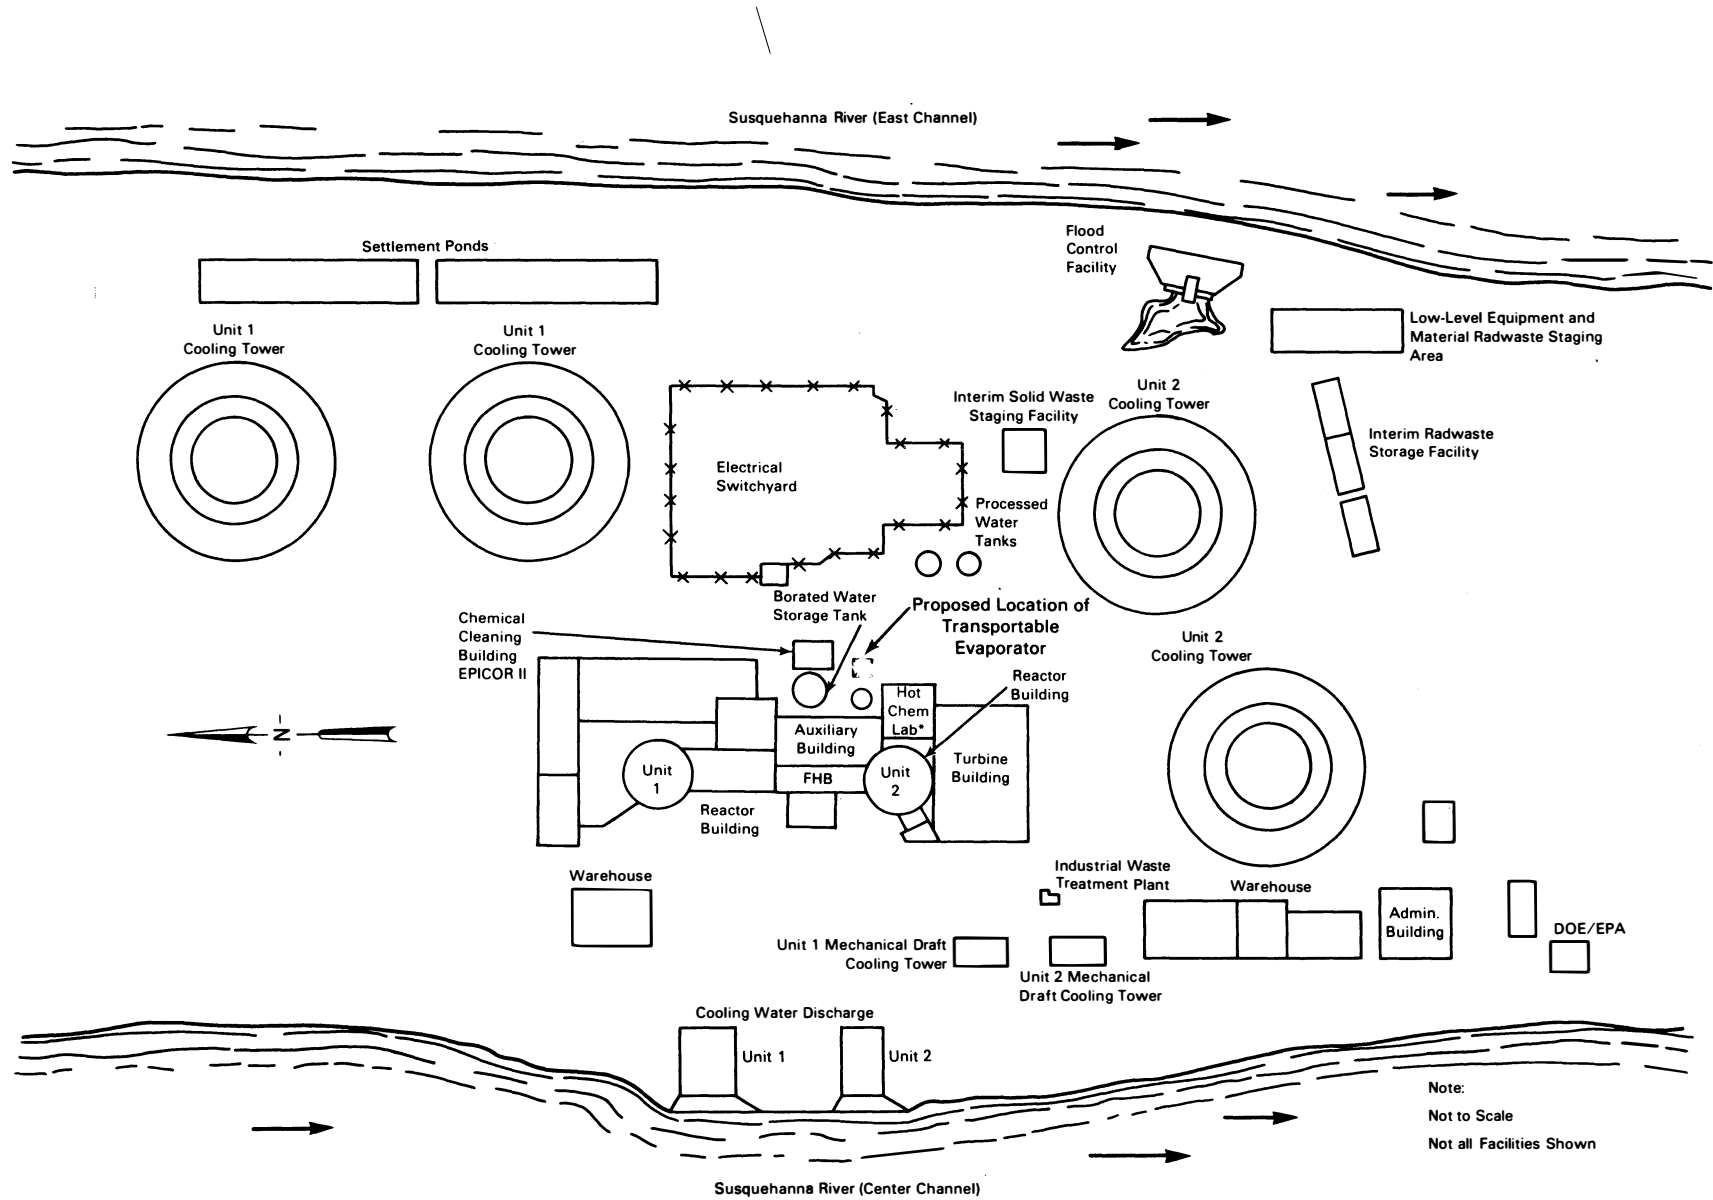 Susquehanna River (East Channel)
Flood
Control
Facility
Settlement Ponds
Low-Level Equipment and
Material Radwaste Staging
Area
Unit 1
Cooling Tower
Unit 1
Cooling Tower
Unit 2
Cooling Tower
Interim Solid Waste
Staging Facility
Interim Radwaste
Storage Facility
Electrical
Switchyard
Processed
Water
Tanks
Borated Water
Storage Tank
Proposed Location of
Transportable
Evaporator
Chemical
Cleaning
Building
EPICOR II
Unit 2
Cooling Tower
Reactor
Building
Hot
Chem
Lab*
N
Auxiliary
Building
Turbine
Building
Unit
1
FHB
Unit
2
Reactor
Building
Industrial Waste
Treatment Plant
Warehouse
Warehouse
Admin.
Building
DOE/EPA
Unit 1 Mechanical Draft
Cooling Tower
Unit 2 Mechanical
Draft Cooling Tower
Cooling Water Discharge
Unit 1
Unit 2
Note:
Not to Scale
Not all Facilities Shown
Susquehanna River (Center Channel)